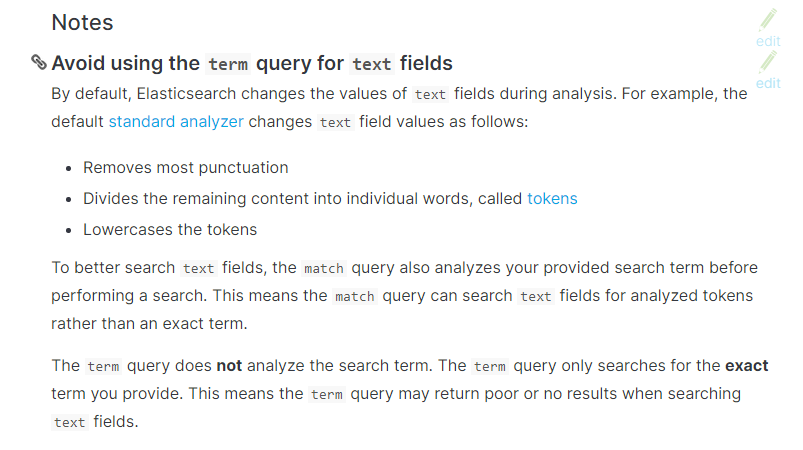 Notes
edit
Avoid using the term query for text fields
edit
By default, Elasticsearch changes the values of text fields during analysis. For example, the
default standard analyzer changes text field values as follows:
Removes most punctuation
Divides the remaining content into individual words, called tokens
Lowercases the tokens
To better search text fields, the match query also analyzes your provided search term before
performing a search. This means the match query can search text fields for analyzed tokens
rather than an exact term.
The term query does not analyze the search term. The term query only searches for the exact
term you provide. This means the term query may return poor or no results when searching
text fields.